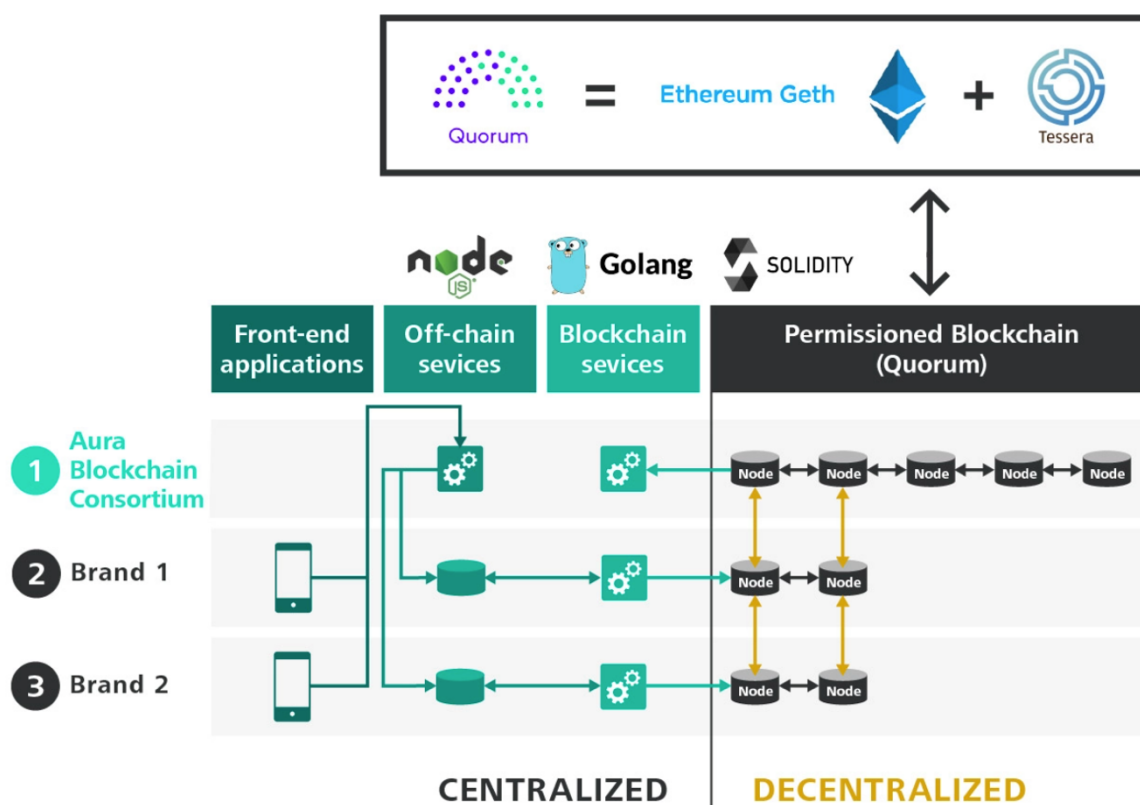 Quorum
=
Ethereum Geth
+
Tessera
node
JS
Golang
SOLIDITY
Front-end
applications
Off-chain
sevices
Blockchain
sevices
Permissioned Blockchain
(Quorum)
1
Aura
Blockchain
Consortium
Node
Node
Node
Node
Node
2
Brand 1
Node
Node
3
Brand 2
Node
Node
CENTRALIZED
DECENTRALIZED